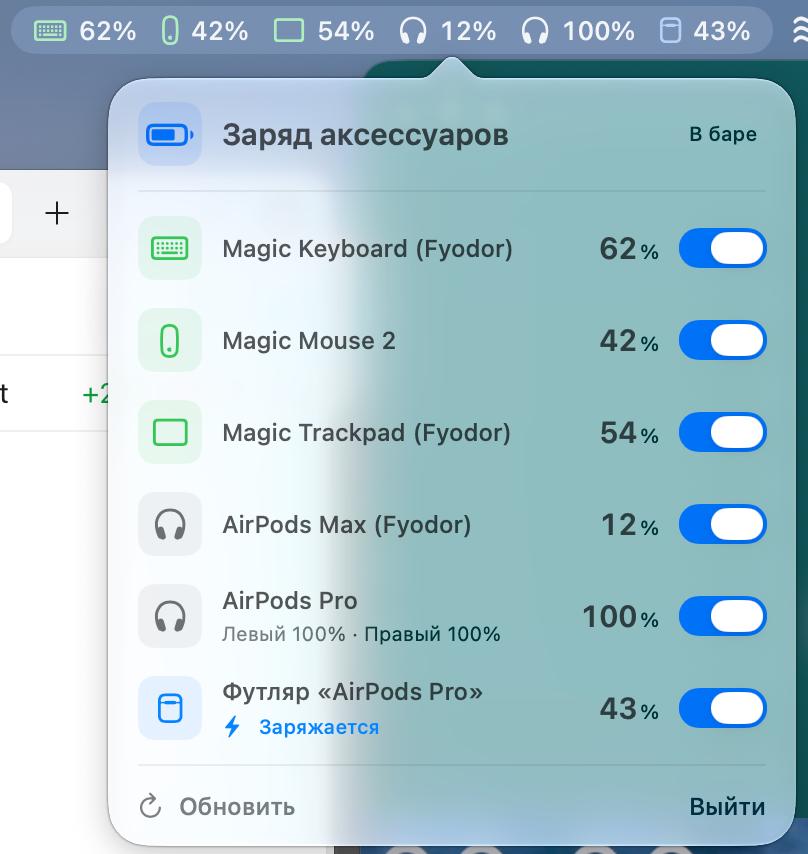 62% 42% 54% 12% 100% 43%
Заряд аксессуаров
В баре
Magic Keyboard (Fyodor) 62%
Magic Mouse 2 42%
Magic Trackpad (Fyodor) 54%
AirPods Max (Fyodor) 12%
AirPods Pro 100%
Левый 100% · Правый 100%
Футляр «AirPods Pro» 43%
Заряжается
Обновить
Выйти